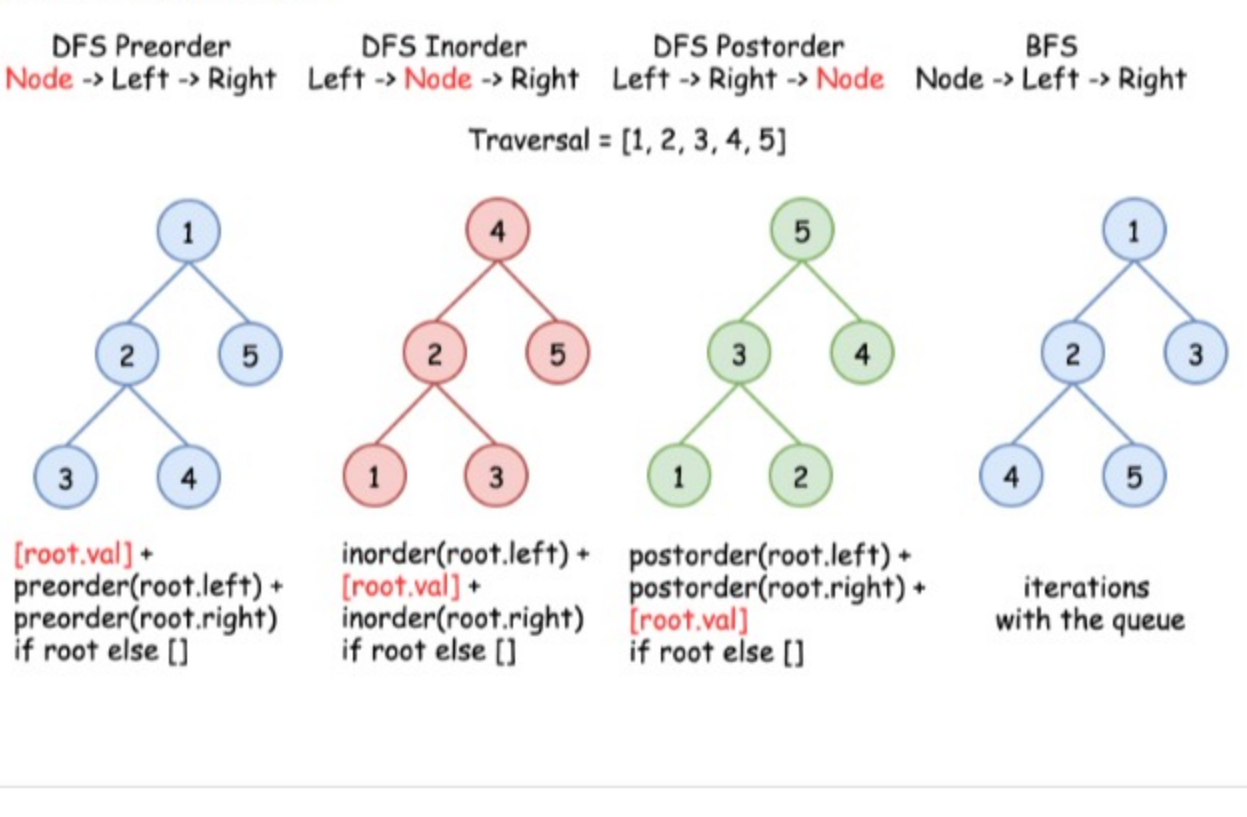 DFS Preorder
Node -> Left -> Right
DFS Inorder
Left -> Node -> Right
DFS Postorder
Left -> Right -> Node
BFS
Node -> Left -> Right
Traversal = [1, 2, 3, 4, 5]
1
2 5
3 4
4
2 5
1 3
5
3 4
1 2
1
2 3
4 5
[root.val] +
preorder(root.left) +
preorder(root.right)
if root else []
inorder(root.left) +
[root.val] +
inorder(root.right)
if root else []
postorder(root.left) +
postorder(root.right) +
[root.val]
if root else []
iterations
with the queue